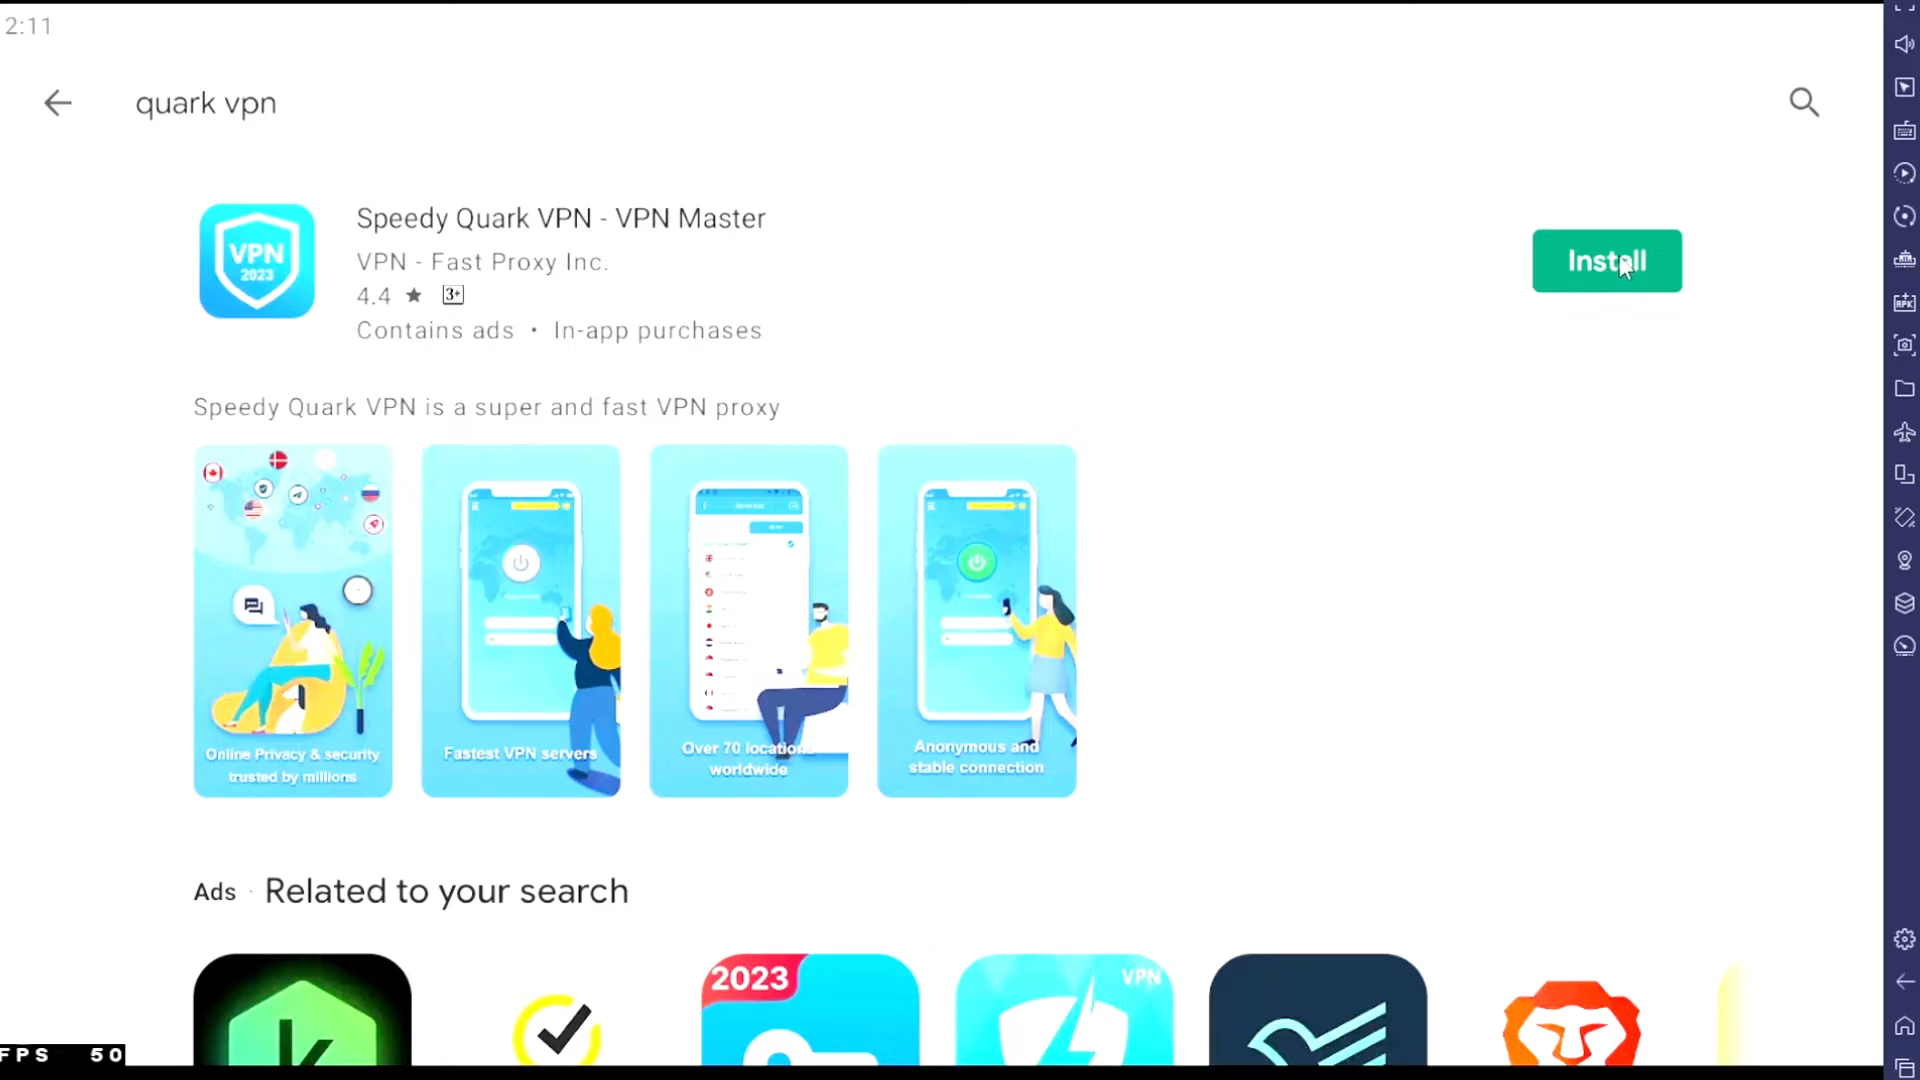 2:11
quark vpn
Speedy Quark VPN - VPN Master
VPN - Fast Proxy Inc.
4.4 ★ 3+
Contains ads • In-app purchases
VPN
2023
Install
Speedy Quark VPN is a super and fast VPN proxy
Online Privacy & security
trusted by millions
Fastest VPN servers
Over 70 locations
worldwide
Anonymous and
stable connection
Ads · Related to your search
k
2023
VPN
FPS 50